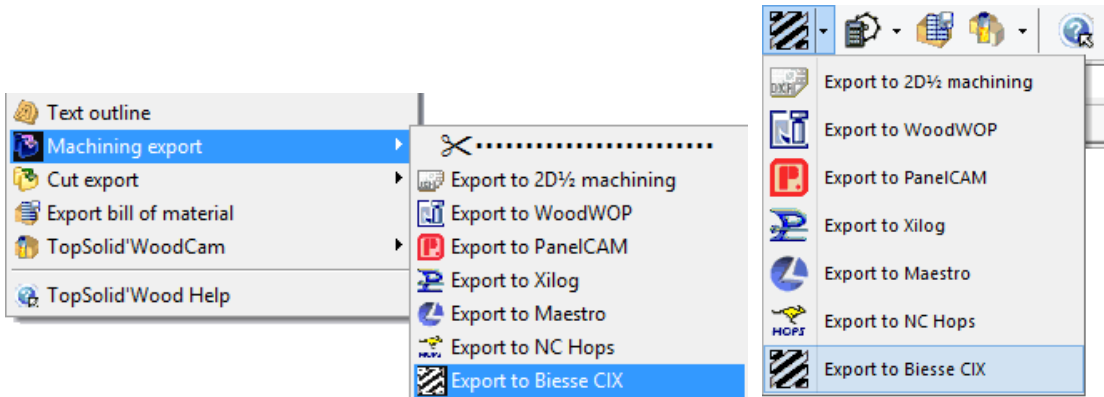 Text outline
Machining export
Cut export
Export bill of material
TopSolid'WoodCam
TopSolid'Wood Help
Export to 2D½ machining
Export to WoodWOP
Export to PanelCAM
Export to Xilog
Export to Maestro
HOPS Export to NC Hops
Export to Biesse CIX
DXF Export to 2D½ machining
Export to WoodWOP
P. Export to PanelCAM
Export to Xilog
Export to Maestro
HOPS Export to NC Hops
Export to Biesse CIX